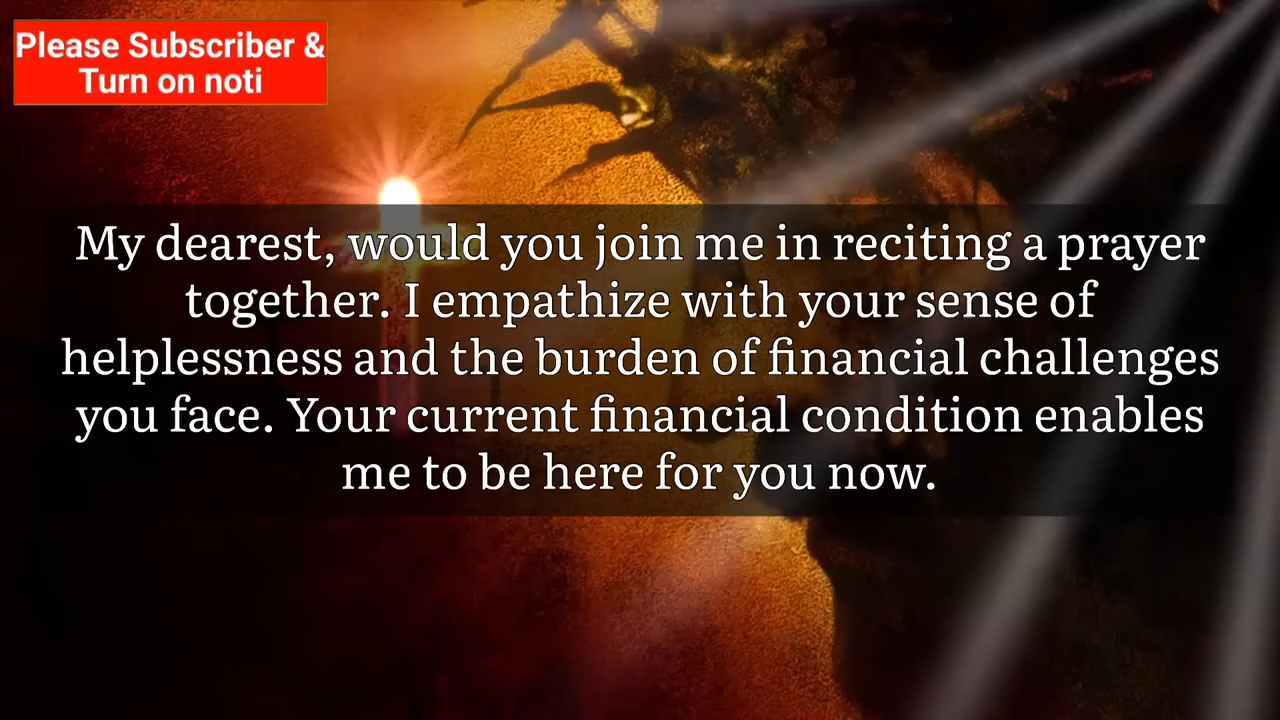 Please Subscriber &
Turn on noti
My dearest, would you join me in reciting a prayer
together. I empathize with your sense of
helplessness and the burden of financial challenges
you face. Your current financial condition enables
me to be here for you now.